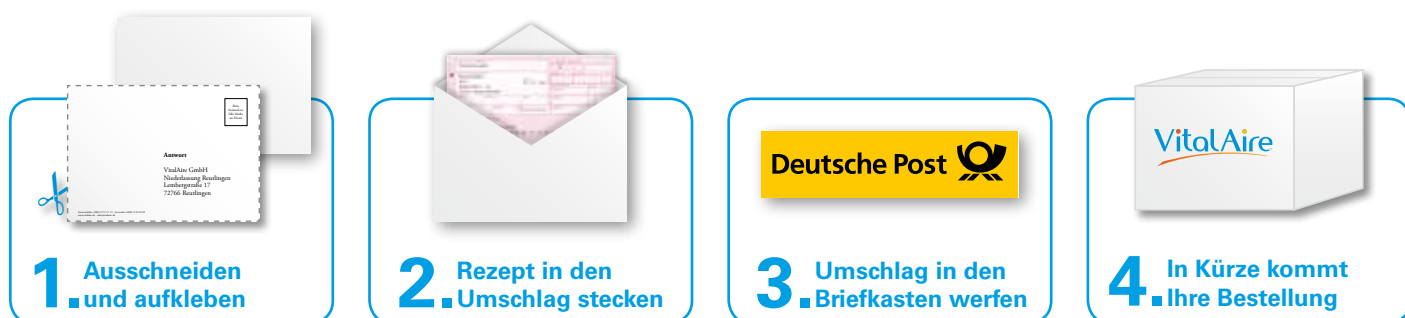 Antwort
VitalAire GmbH
Niederlassung Reutlingen
Lembergstraße 17
72766 Reutlingen
1. Ausschneiden
und aufkleben
2. Rezept in den
Umschlag stecken
Deutsche Post
3. Umschlag in den
Briefkasten werfen
VitalAire
4. In Kürze kommt
Ihre Bestellung